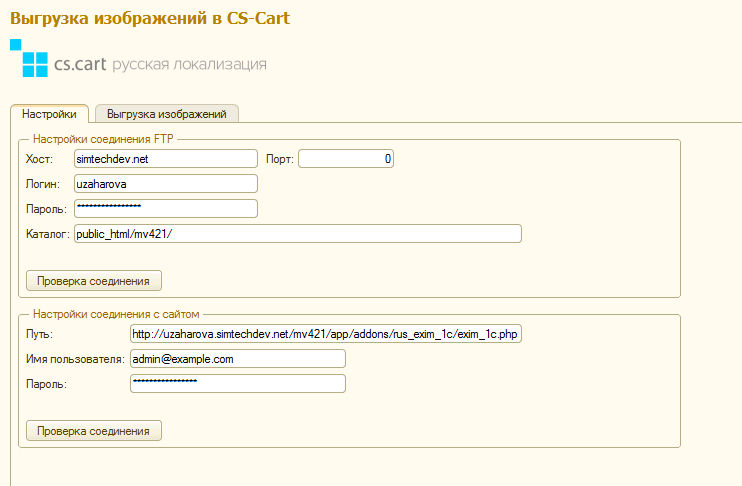 Выгрузка изображений в CS-Cart
cs.cart русская локализация
Настройки Выгрузка изображений
Настройки соединения FTP
Хост: simtechdev.net Порт: 0
Логин: uzaharova
Пароль: ****************
Каталог: public_html/mv421/
Проверка соединения
Настройки соединения с сайтом
Путь: http://uzaharova.simtechdev.net/mv421/app/addons/rus_exim_1c/exim_1c.php
Имя пользователя: admin@example.com
Пароль: ****************
Проверка соединения